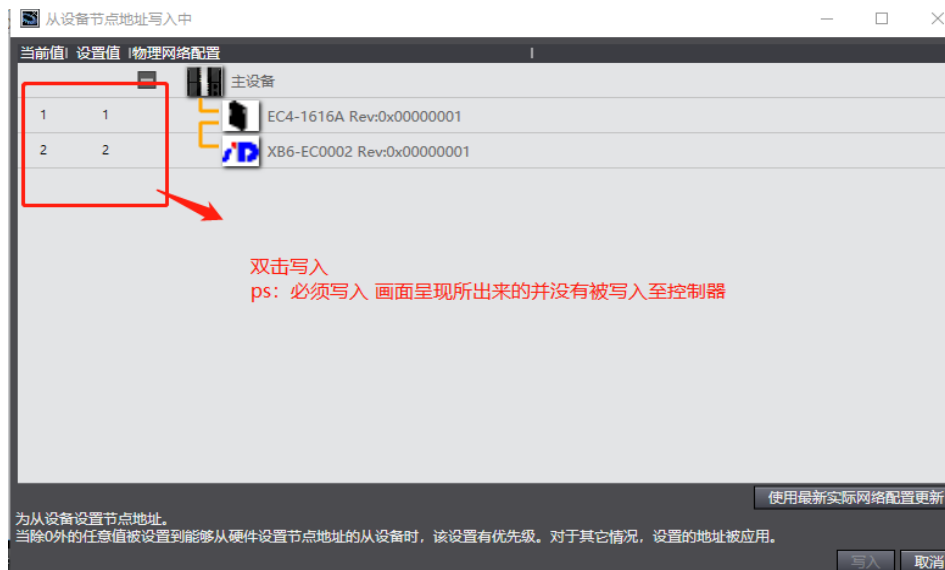 从设备节点地址写入中
当前值 设置值 物理网络配置
主设备
1 1 EC4-1616A Rev:0x00000001
2 2 XB6-EC0002 Rev:0x00000001
双击写入
ps：必须写入 画面呈现所出来的并没有被写入至控制器
使用最新实际网络配置更新
为从设备设置节点地址。
当除0外的任意值被设置到能够从硬件设置节点地址的从设备时，该设置有优先级。对于其它情况，设置的地址被应用。
写入 取消